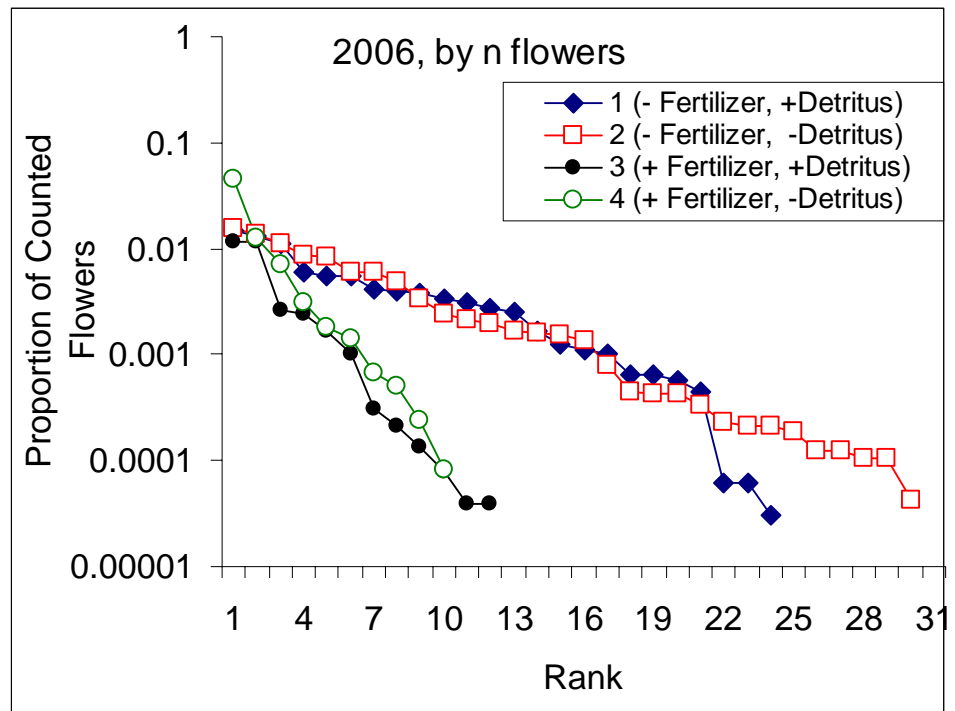 2006, by n flowers
1 (- Fertilizer, +Detritus)
2 (- Fertilizer, -Detritus)
3 (+ Fertilizer, +Detritus)
4 (+ Fertilizer, -Detritus)
Proportion of Counted
Flowers
1
0.1
0.01
0.001
0.0001
0.00001
1 4 7 10 13 16 19 22 25 28 31
Rank